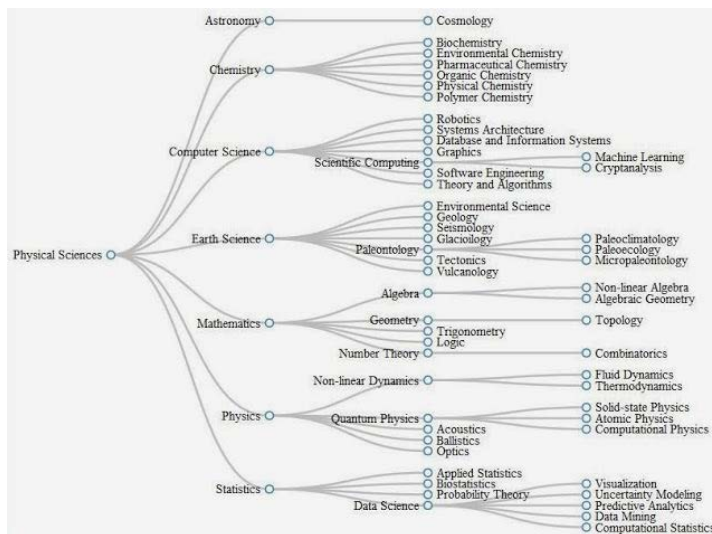 Physical Sciences
Astronomy
Cosmology
Chemistry
Biochemistry
Environmental Chemistry
Pharmaceutical Chemistry
Organic Chemistry
Physical Chemistry
Polymer Chemistry
Computer Science
Robotics
Systems Architecture
Database and Information Systems
Graphics
Scientific Computing
Machine Learning
Cryptanalysis
Software Engineering
Theory and Algorithms
Earth Science
Environmental Science
Geology
Seismology
Glaciology
Paleontology
Paleoclimatology
Paleoecology
Micropaleontology
Tectonics
Vulcanology
Mathematics
Algebra
Non-linear Algebra
Algebraic Geometry
Geometry
Topology
Trigonometry
Logic
Number Theory
Combinatorics
Physics
Non-linear Dynamics
Fluid Dynamics
Thermodynamics
Quantum Physics
Solid-state Physics
Atomic Physics
Computational Physics
Acoustics
Ballistics
Optics
Statistics
Applied Statistics
Biostatistics
Probability Theory
Data Science
Visualization
Uncertainty Modeling
Predictive Analytics
Data Mining
Computational Statistics